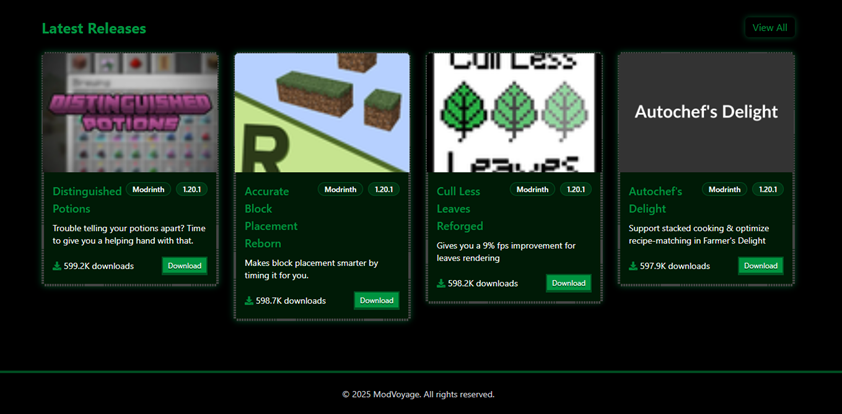 Latest Releases
View All
Brewing
DISTINGUISHED
POTIONS
Distinguished
Potions
Modrinth
1.20.1
Trouble telling your potions apart? Time
to give you a helping hand with that.
599.2K downloads
Download
R
Accurate
Block
Placement
Reborn
Modrinth
1.20.1
Makes block placement smarter by
timing it for you.
598.7K downloads
Download
Cull Less
Leaves
Cull Less
Leaves
Reforged
Modrinth
1.20.1
Gives you a 9% fps improvement for
leaves rendering
598.2K downloads
Download
Autochef's Delight
Autochef's
Delight
Modrinth
1.20.1
Support stacked cooking & optimize
recipe-matching in Farmer's Delight
597.9K downloads
Download
© 2025 ModVoyage. All rights reserved.